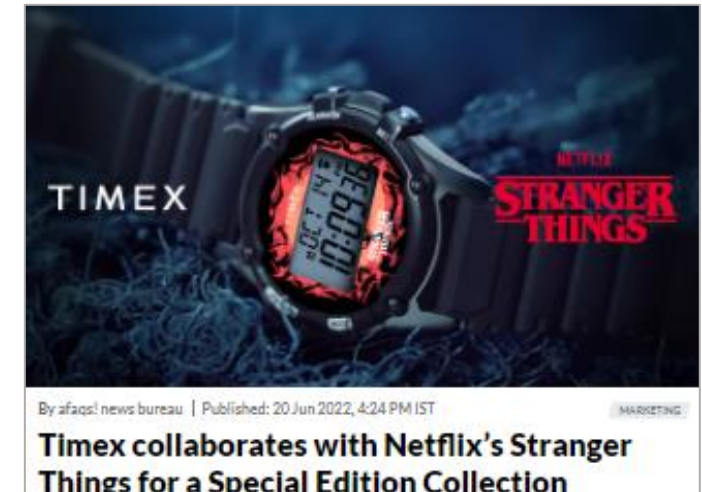 TIMEX
NETFLIX
STRANGER
THINGS
By afaqs! news bureau | Published: 20 Jun 2022, 4:24 PM IST
MARKETING
Timex collaborates with Netflix's Stranger
Things for a Special Edition Collection